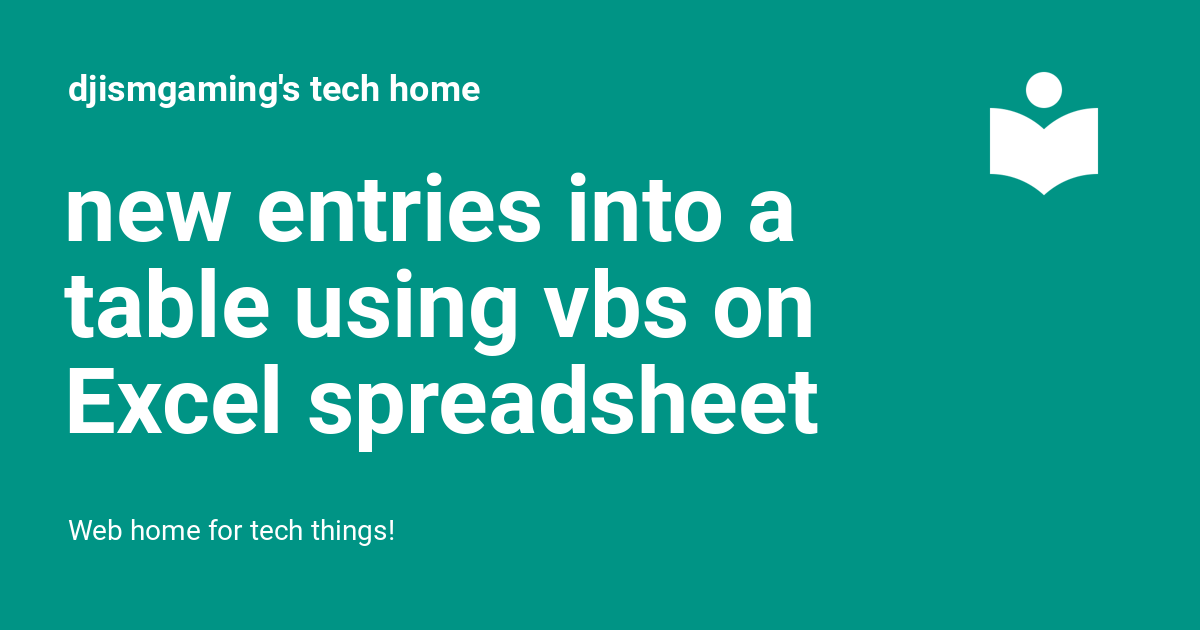 djismgaming's tech home
new entries into a
table using vbs on
Excel spreadsheet
Web home for tech things!